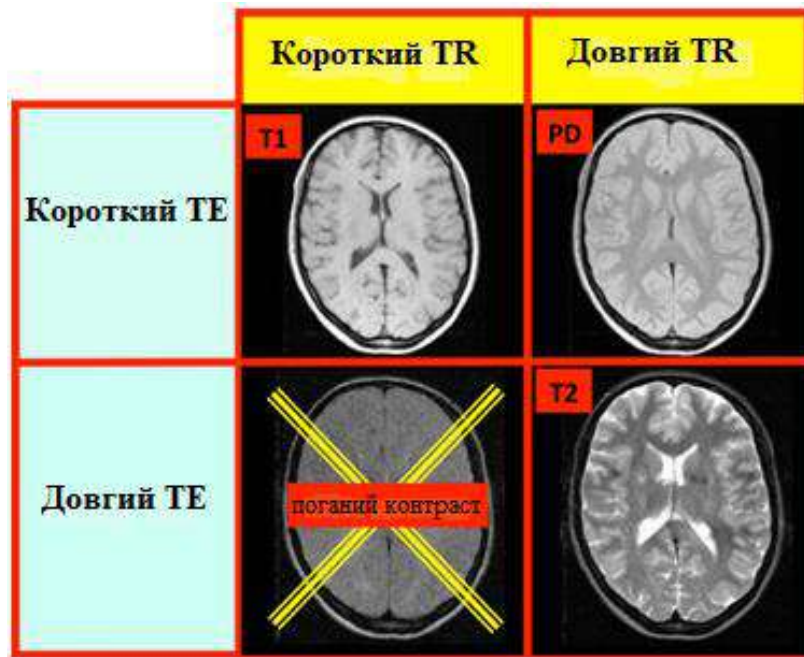 Короткий TR
Довгий TR
Короткий TE
T1
PD
Довгий TE
поганий контраст
T2